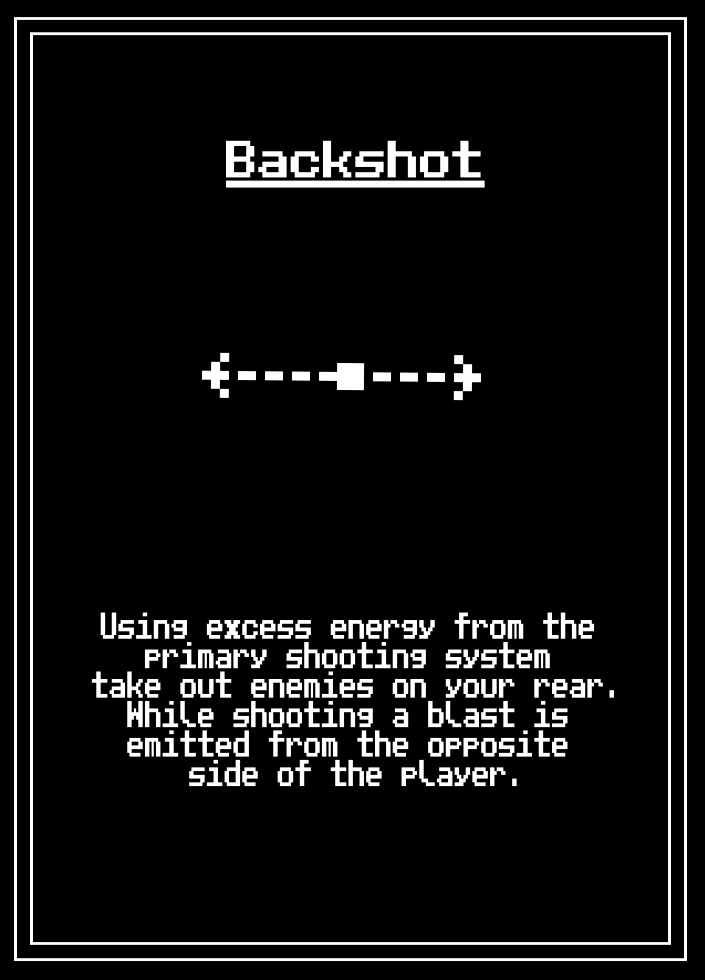 Backshot
Using excess energy from the
primary shooting system
take out enemies on your rear.
While shooting a blast is
emitted from the opposite
side of the player.